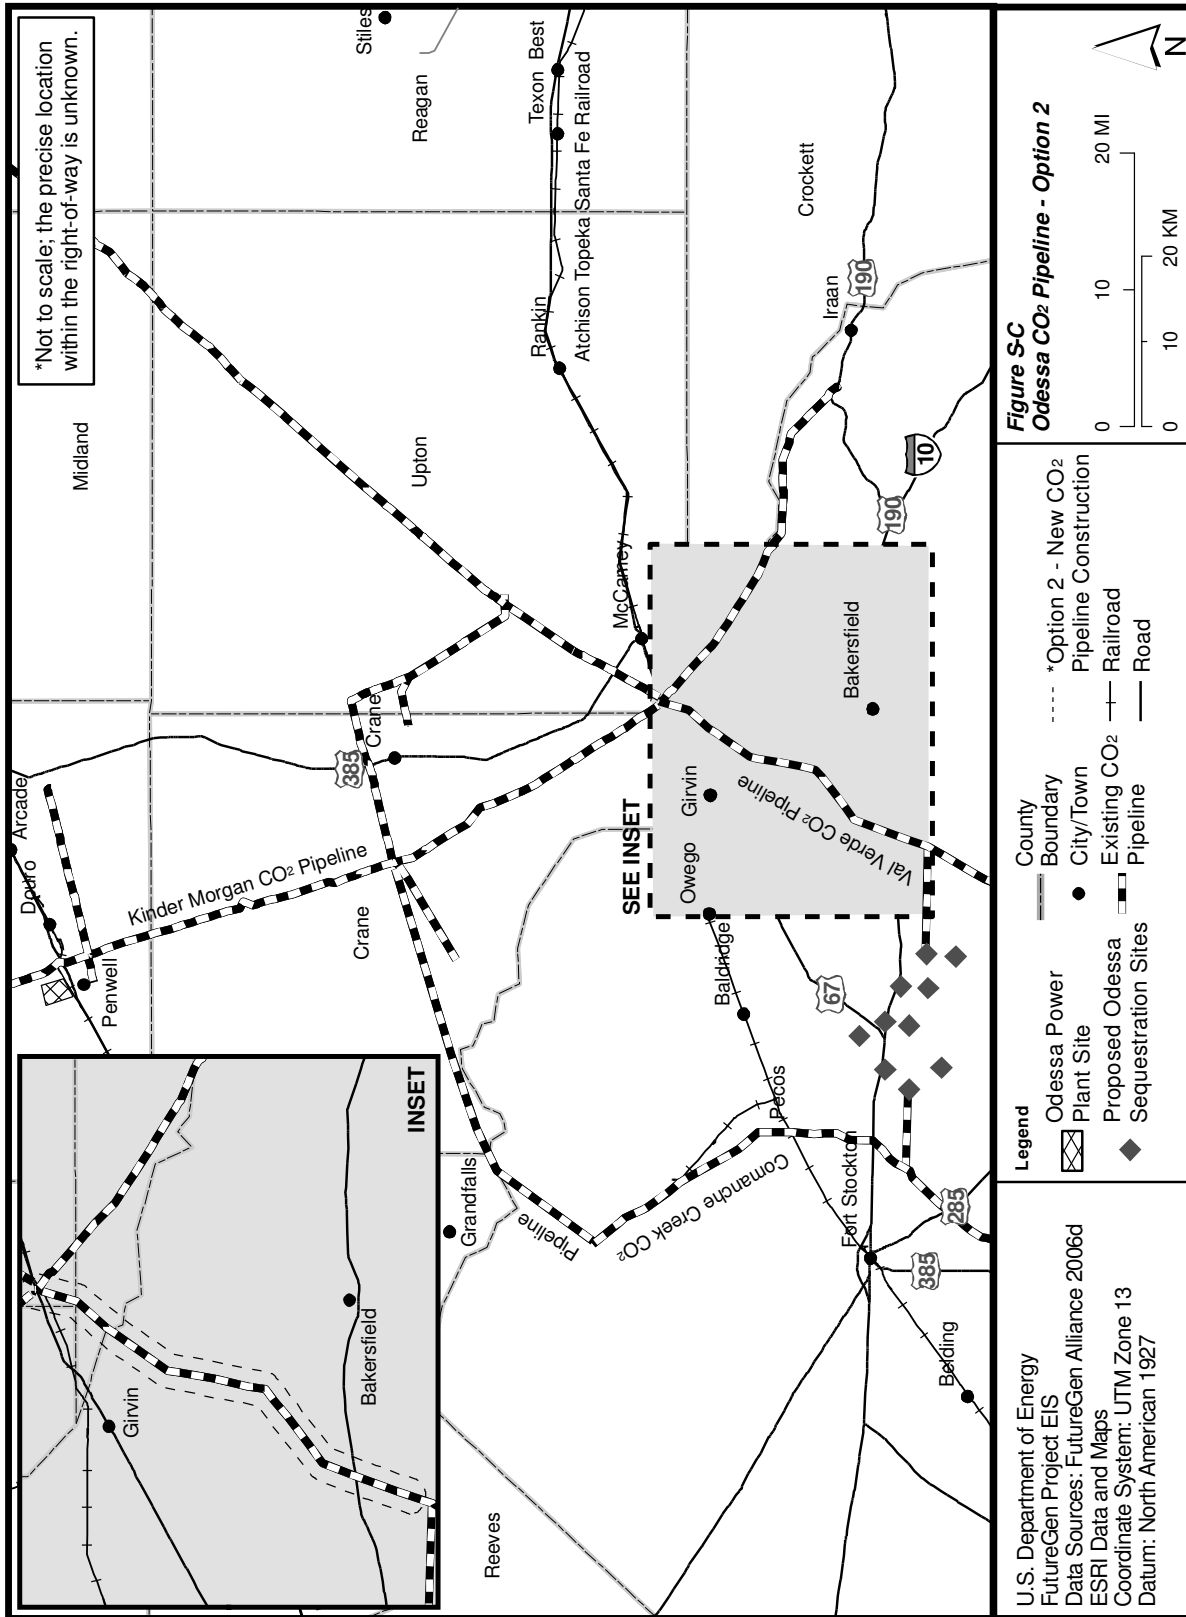 *Not to scale; the precise location
within the right-of-way is unknown.
Stiles
Reagan
Texon Best
Atchison Topeka Santa Fe Railroad
Rankin
Crockett
Iraan
190
190
10
Midland
Upton
McCamey
Arcade
Douro
Penwell
Kinder Morgan CO2 Pipeline
385
Crane
Crane
SEE INSET
Owego
Girvin
Bakersfield
Val Verde CO2 Pipeline
Baldridge
67
Pecos
Grandfalls
Comanche Creek CO2
Pipeline
Fort Stockton
285
385
Belding
Reeves
INSET
Girvin
Bakersfield
U.S. Department of Energy
FutureGen Project EIS
Data Sources: FutureGen Alliance 2006d
ESRI Data and Maps
Coordinate System: UTM Zone 13
Datum: North American 1927
Legend
Odessa Power
Plant Site
Proposed Odessa
Sequestration Sites
County
Boundary
City/Town
Existing CO2
Pipeline
*Option 2 - New CO2
Pipeline Construction
Railroad
Road
Figure S-C
Odessa CO2 Pipeline - Option 2
0 10 20 MI
0 10 20 KM
N